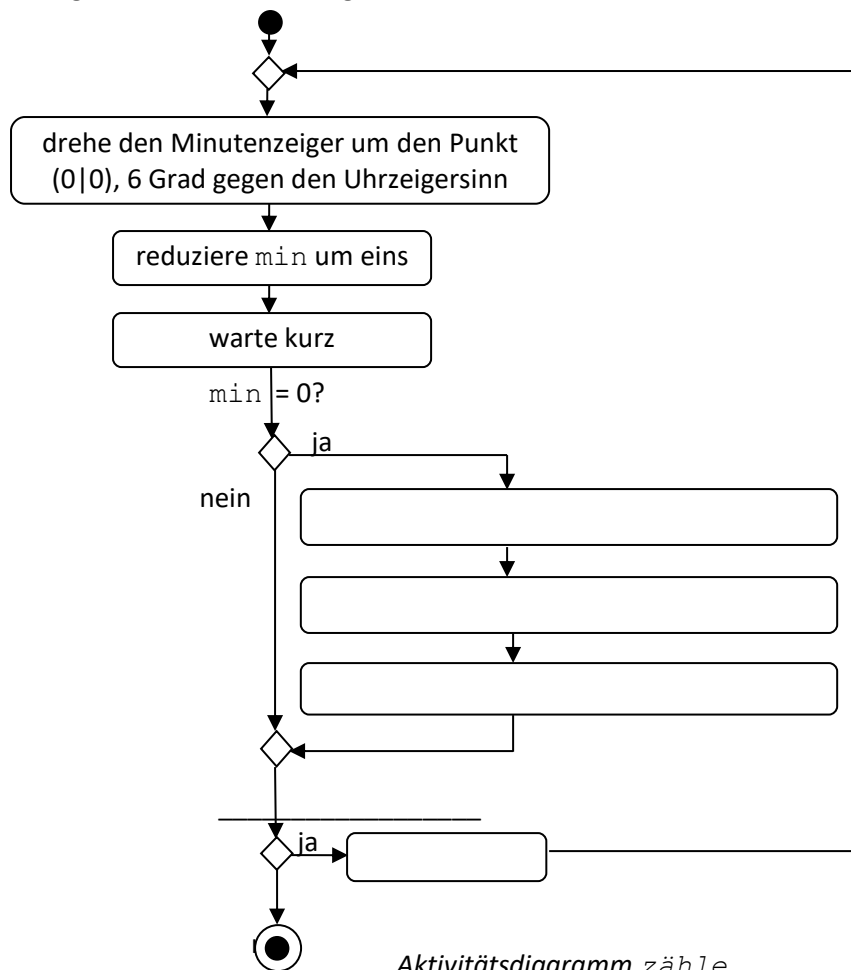 drehe den Minutenzeiger um den Punkt
(0|0), 6 Grad gegen den Uhrzeigersinn
reduziere min um eins
warte kurz
min = 0?
ja
nein
ja
Aktivitätsdiagramm zähle